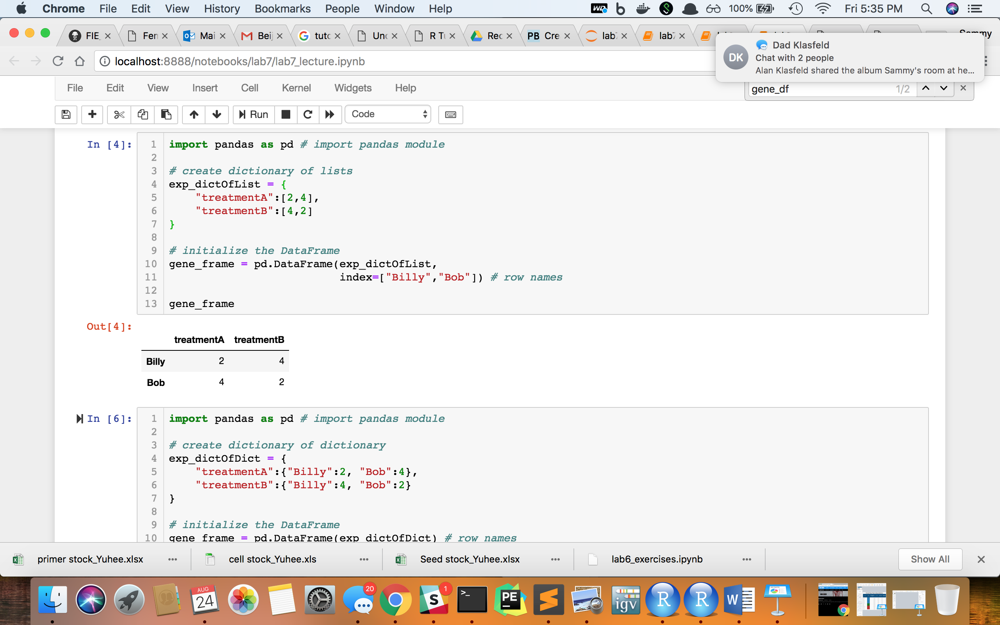 Chrome File Edit View History Bookmarks People Window Help 100% Fri 5:35 PM
FIE_ Fen Mai Beij G tuto Unc R Tu Rec PB Cre lab7 lab7
Sammy
localhost:8888/notebooks/lab7/lab7_lecture.ipynb
DK
Dad Klasfeld
Chat with 2 people
Alan Klasfeld shared the album Sammy's room at he...
gene_df 1/2
File Edit View Insert Cell Kernel Widgets Help
Run Code
In [4]:
1 import pandas as pd # import pandas module
2
3 # create dictionary of lists
4 exp_dictOfList = {
5 "treatmentA":[2,4],
6 "treatmentB":[4,2]
7 }
8
9 # initialize the DataFrame
10 gene_frame = pd.DataFrame(exp_dictOfList,
11 index=["Billy","Bob"]) # row names
12
13 gene_frame
Out[4]:
treatmentA treatmentB
Billy 2 4
Bob 4 2
In [6]:
1 import pandas as pd # import pandas module
2
3 # create dictionary of dictionary
4 exp_dictOfDict = {
5 "treatmentA":{"Billy":2, "Bob":4},
6 "treatmentB":{"Billy":4, "Bob":2}
7 }
8
9 # initialize the DataFrame
10 gene_frame = pd.DataFrame(exp_dictOfDict) # row names
primer stock_Yuhee.xlsx ... cell stock_Yuhee.xls ... Seed stock_Yuhee.xlsx ... lab6_exercises.ipynb ... Show All
AUG
24
20
S
1
>_
PE
igv
R
R
W